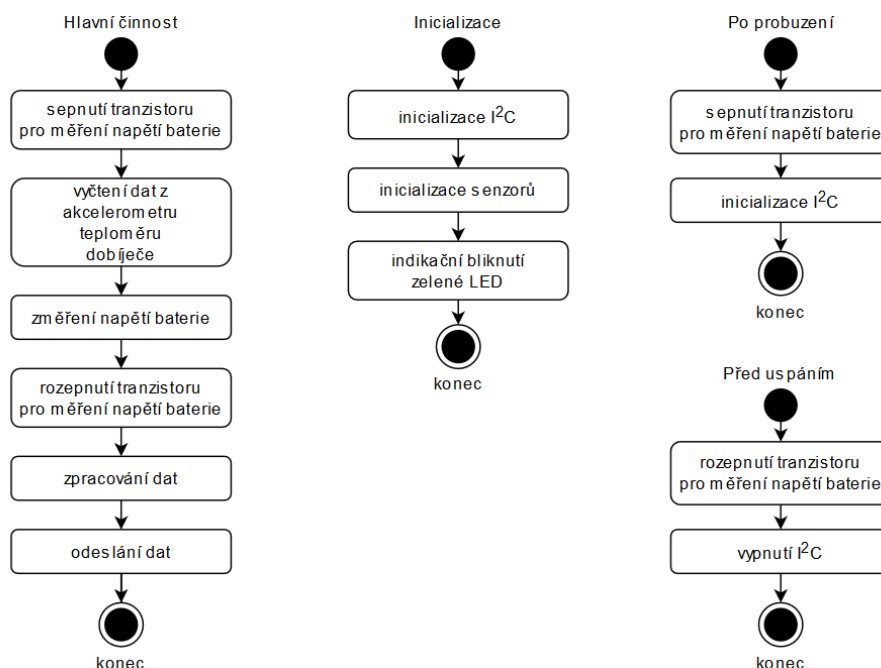 Hlavní činnost
sepnutí tranzistoru
pro měření napětí baterie
vyčtení dat z
akcelerometru
teploměru
dobíječe
změření napětí baterie
rozepnutí tranzistoru
pro měření napětí baterie
zpracování dat
odeslání dat
konec
Inicializace
inicializace I²C
inicializace senzorů
indikační bliknutí
zelené LED
konec
Po probuzení
sepnutí tranzistoru
pro měření napětí baterie
inicializace I²C
konec
Před uspáním
rozepnutí tranzistoru
pro měření napětí baterie
vypnutí I²C
konec